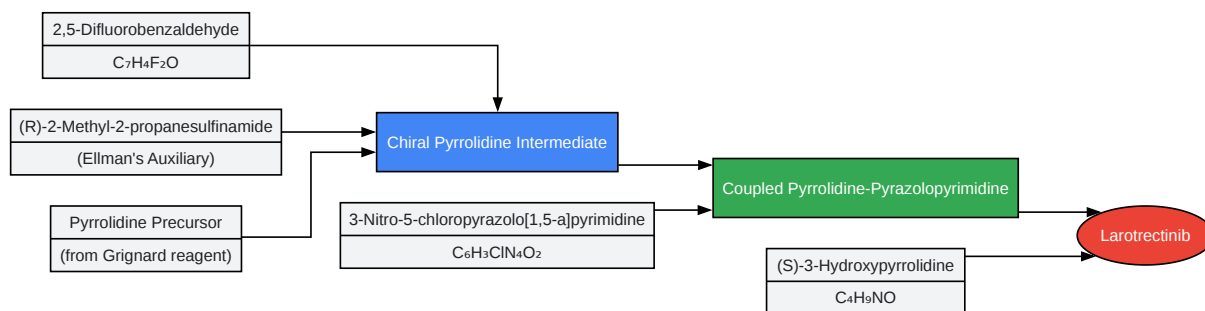 2,5-Difluorobenzaldehyde
C₇H₄F₂O
(R)-2-Methyl-2-propanesulfinamide
(Ellman's Auxiliary)
Pyrrolidine Precursor
(from Grignard reagent)
Chiral Pyrrolidine Intermediate
3-Nitro-5-chloropyrazolo[1,5-a]pyrimidine
C₆H₃ClN₄O₂
Coupled Pyrrolidine-Pyrazolopyrimidine
(S)-3-Hydroxypyrrolidine
C₄H₉NO
Larotrectinib